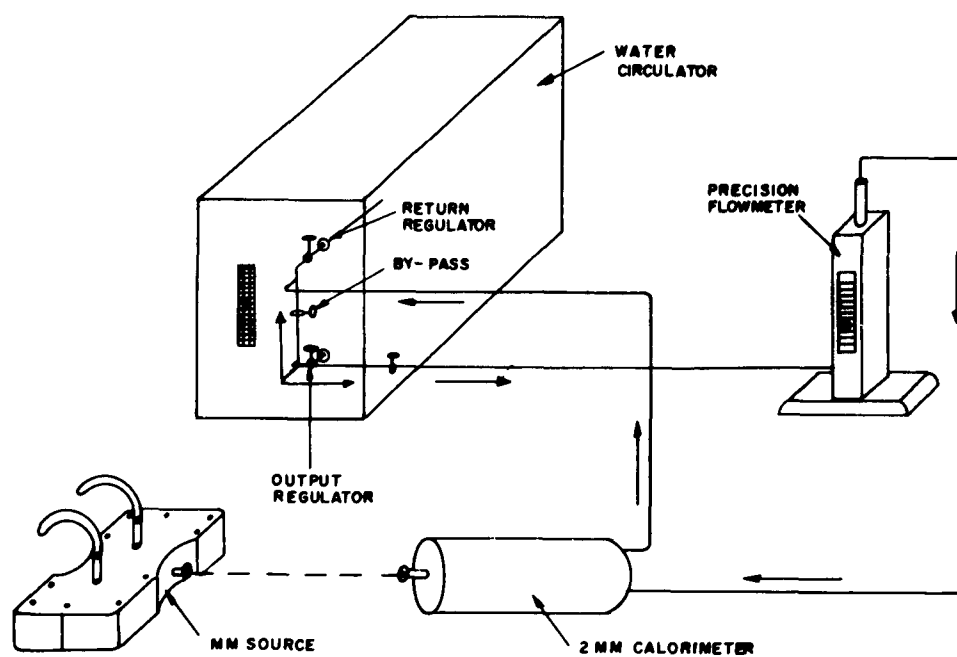 WATER
CIRCULATOR
PRECISION
FLOWMETER
RETURN
REGULATOR
BY-PASS
OUTPUT
REGULATOR
MM SOURCE
2 MM CALORIMETER